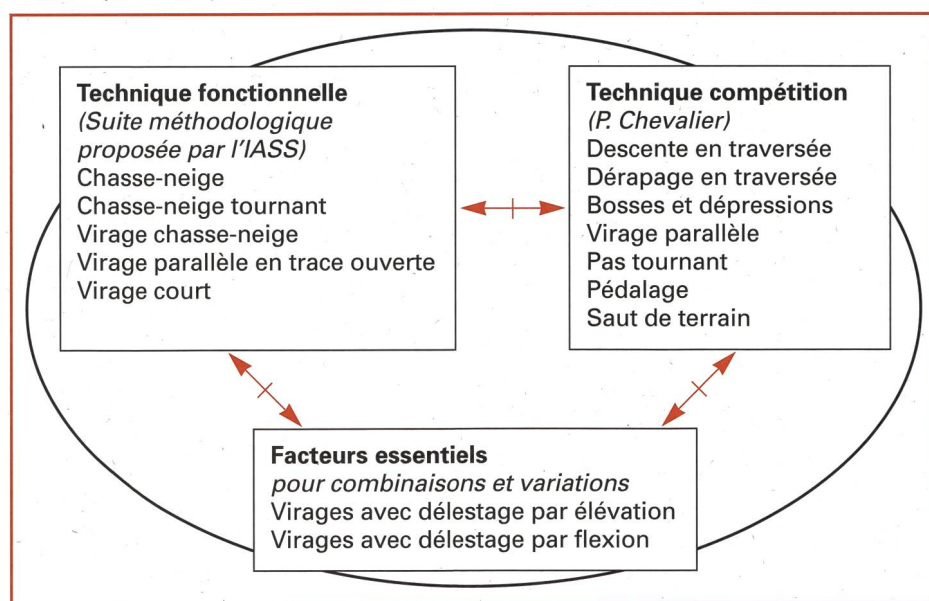 Technique fonctionnelle
(Suite méthodologique
proposée par l'IASS)
Chasse-neige
Chasse-neige tournant
Virage chasse-neige
Virage parallèle en trace ouverte
Virage court
Technique compétition
(P. Chevalier)
Descente en traversée
Dérapage en traversée
Bosses et dépressions
Virage parallèle
Pas tournant
Pédalage
Saut de terrain
Facteurs essentiels
pour combinaisons et variations
Virages avec délestage par élévation
Virages avec délestage par flexion